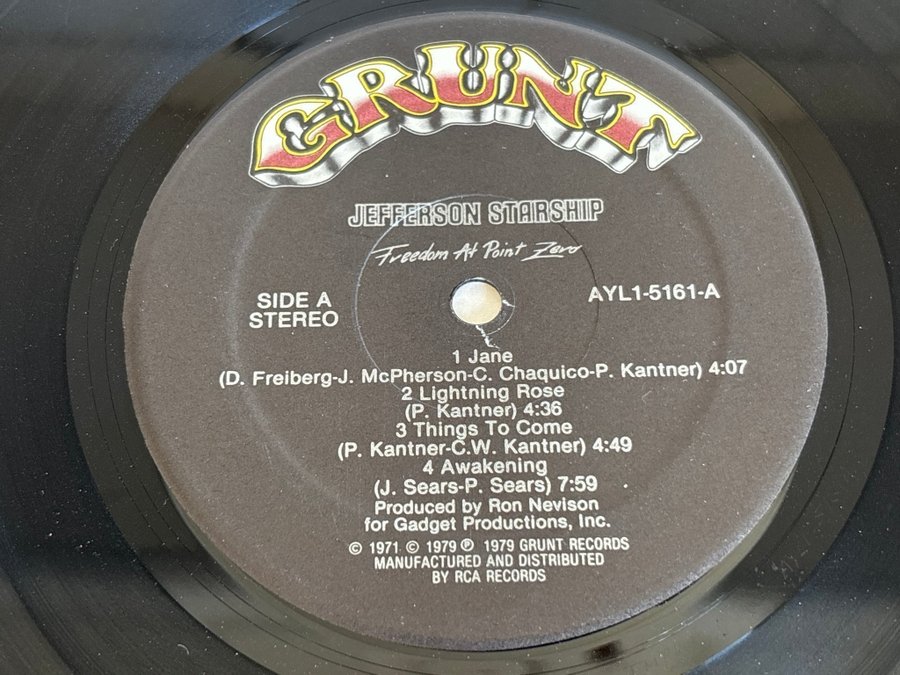 GRUNT
JEFFERSON STARSHIP
Freedom At Point Zero
SIDE A
STEREO
AYL1-5161-A
1 Jane
(D. Freiberg-J. McPherson-C. Chaquico-P. Kantner) 4:07
2 Lightning Rose
(P. Kantner) 4:36
3 Things To Come
(P. Kantner-C.W. Kantner) 4:49
4 Awakening
(J. Sears-P. Sears) 7:59
Produced by Ron Nevison
for Gadget Productions, Inc.
© 1971 © 1979 ℗ 1979 GRUNT RECORDS
MANUFACTURED AND DISTRIBUTED
BY RCA RECORDS